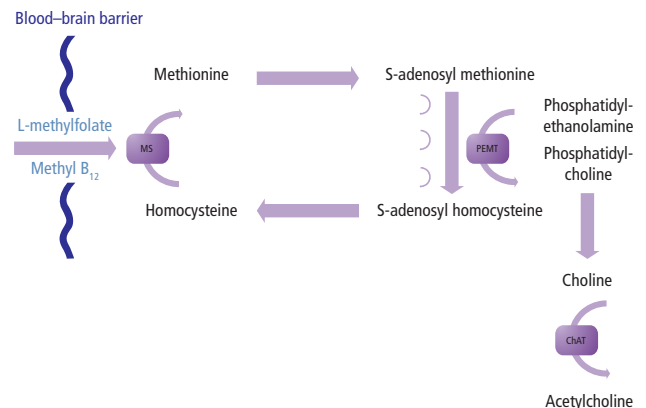 Blood–brain barrier
Methionine
S-adenosyl methionine
L-methylfolate
Methyl B12
MS
PEMT
Phosphatidyl-
ethanolamine
Phosphatidyl-
choline
Homocysteine
S-adenosyl homocysteine
Choline
ChAT
Acetylcholine